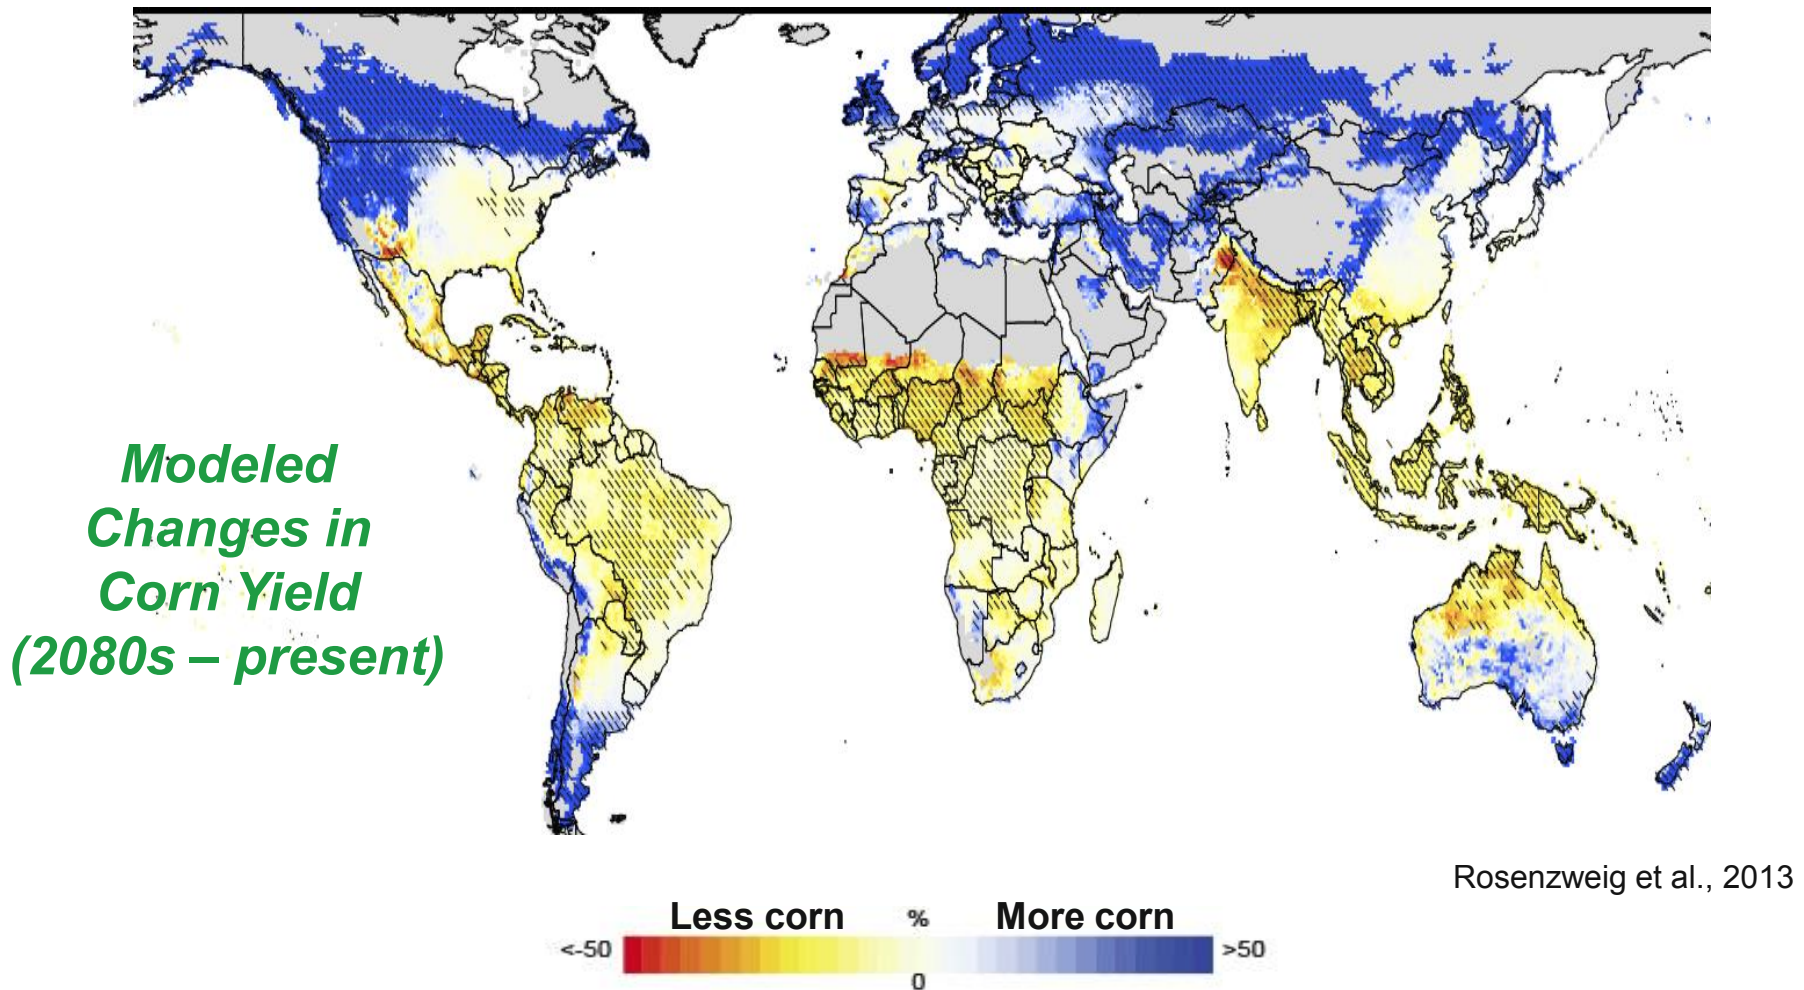 Modeled
Changes in
Corn Yield
(2080s – present)
Rosenzweig et al., 2013
Less corn % More corn
<-50 >50
0